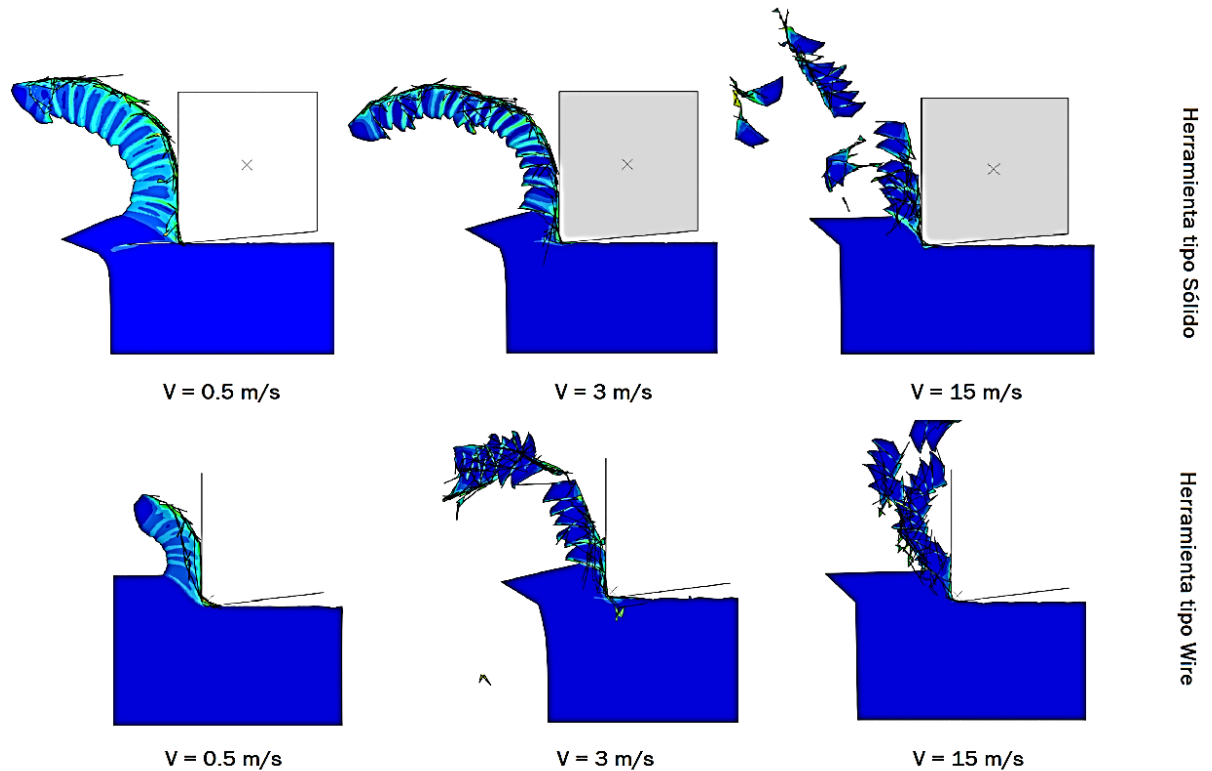 Herramienta tipo Sólido
V = 0.5 m/s
V = 3 m/s
V = 15 m/s
Herramienta tipo Wire
V = 0.5 m/s
V = 3 m/s
V = 15 m/s